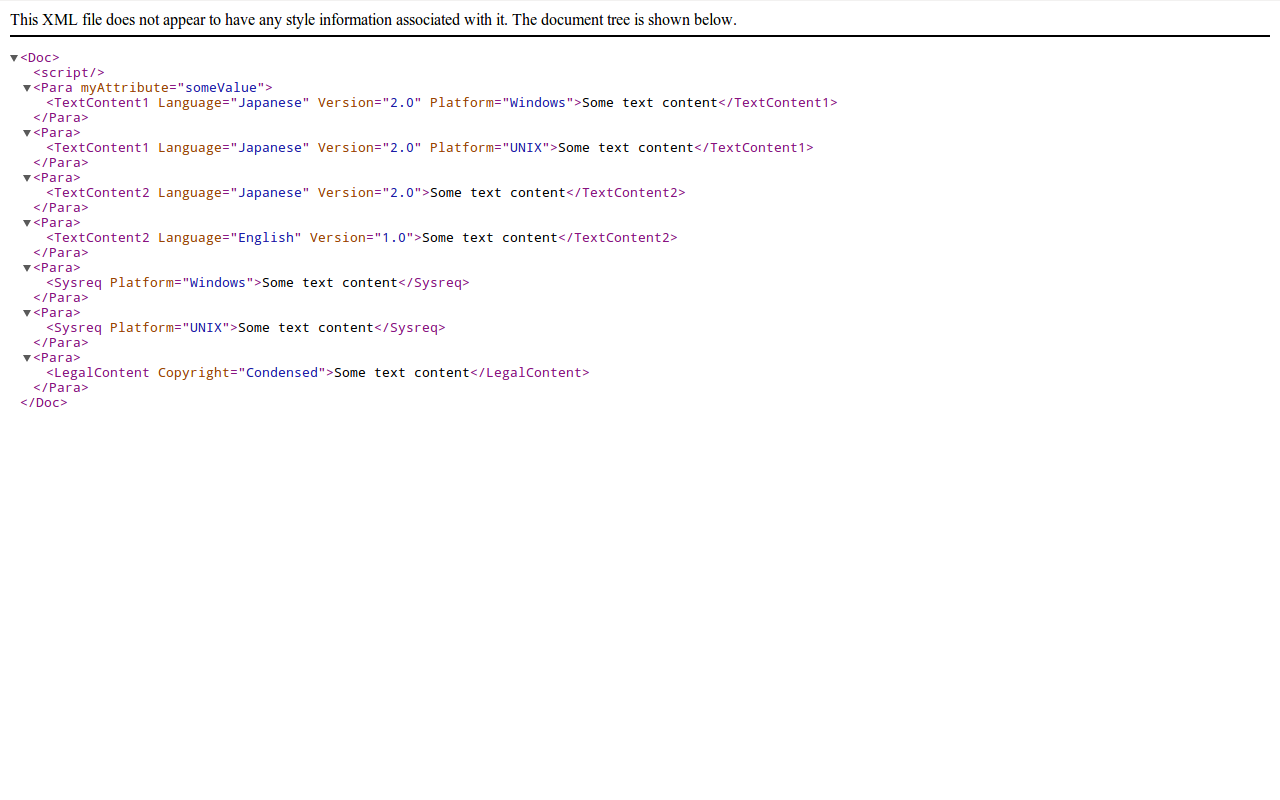 This XML file does not appear to have any style information associated with it. The document tree is shown below.
▼<Doc>
<script/>
▼<Para myAttribute="someValue">
<TextContent1 Language="Japanese" Version="2.0" Platform="Windows">Some text content</TextContent1>
</Para>
▼<Para>
<TextContent1 Language="Japanese" Version="2.0" Platform="UNIX">Some text content</TextContent1>
</Para>
▼<Para>
<TextContent2 Language="Japanese" Version="2.0">Some text content</TextContent2>
</Para>
▼<Para>
<TextContent2 Language="English" Version="1.0">Some text content</TextContent2>
</Para>
▼<Para>
<Sysreq Platform="Windows">Some text content</Sysreq>
</Para>
▼<Para>
<Sysreq Platform="UNIX">Some text content</Sysreq>
</Para>
▼<Para>
<LegalContent Copyright="Condensed">Some text content</LegalContent>
</Para>
</Doc>